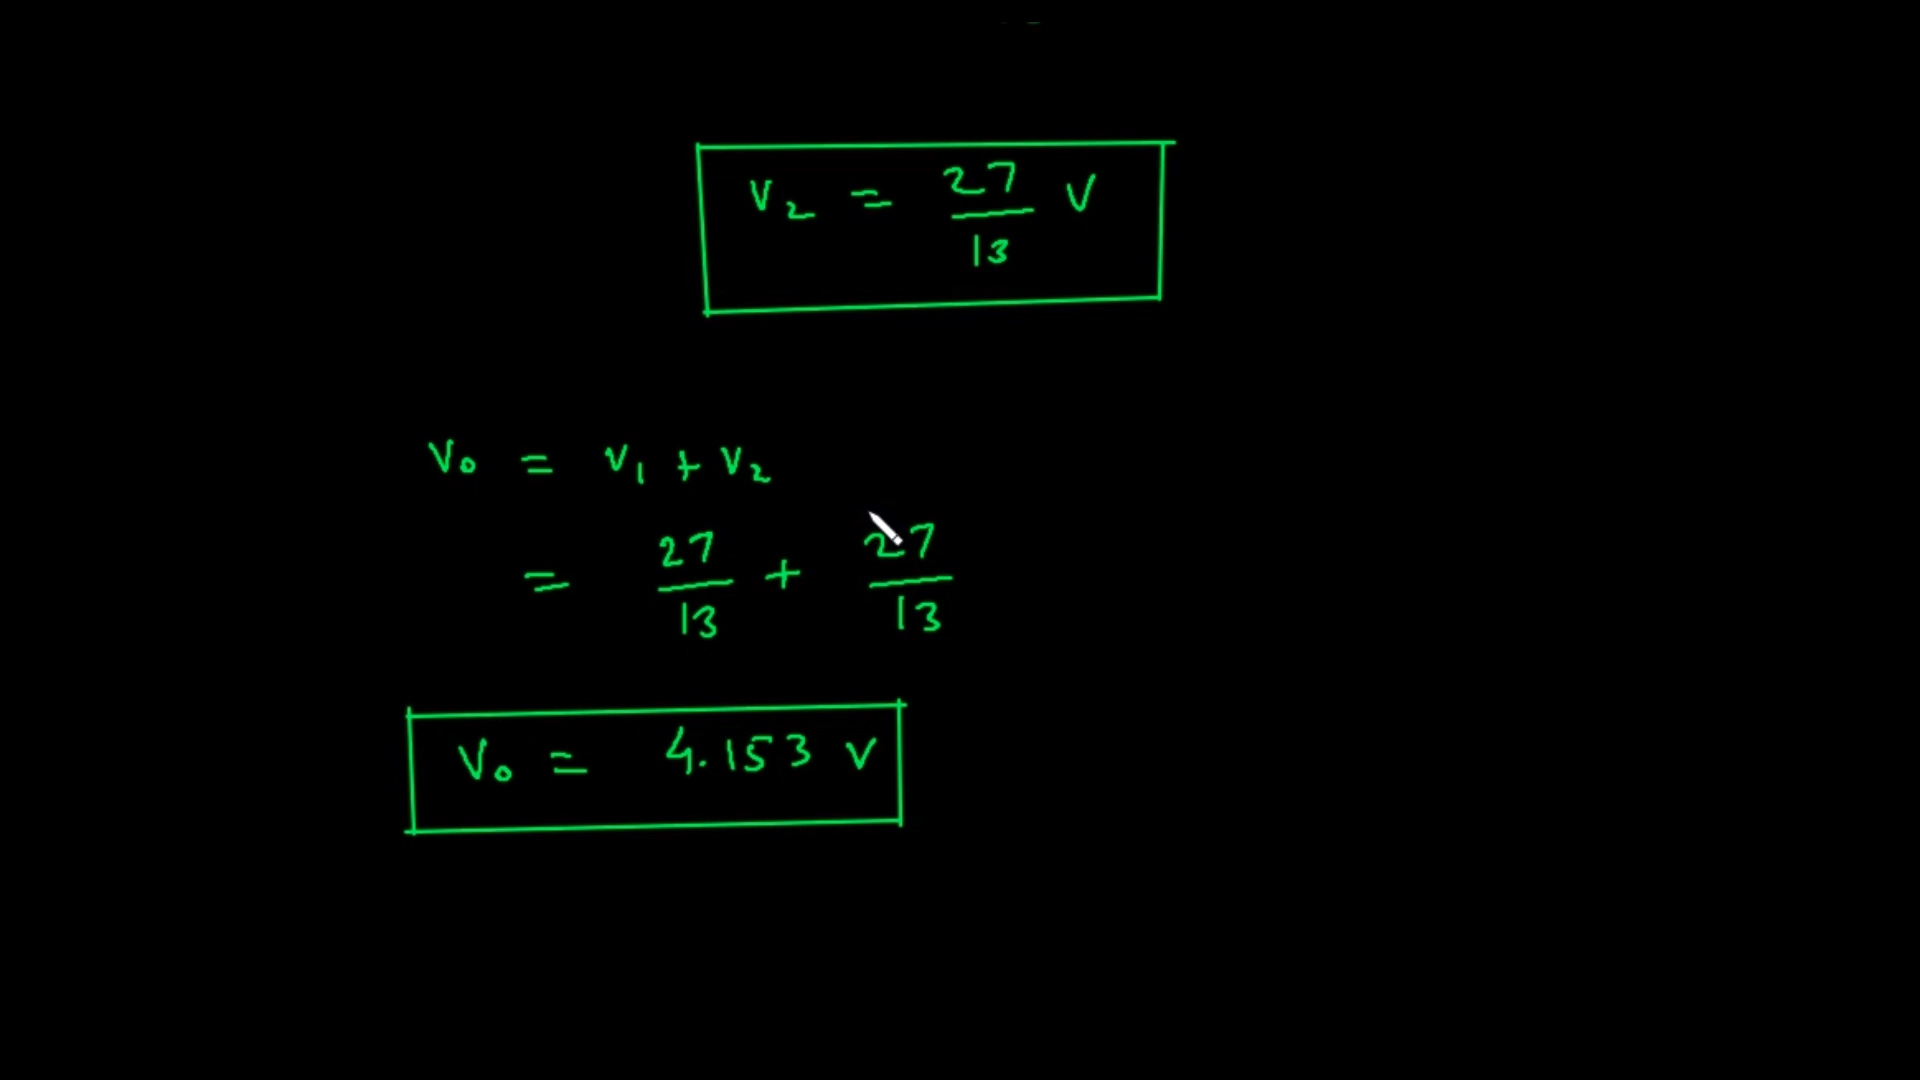 V₂ = 27/13 V
V₀ = V₁ + V₂
= 27/13 + 27/13
V₀ = 4.153 V